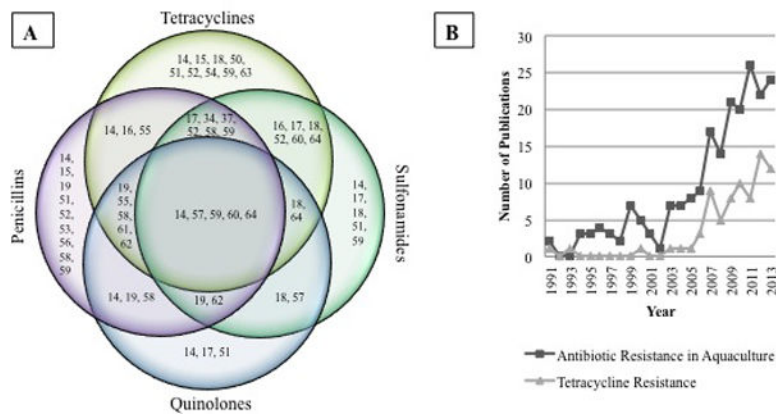 A
Tetracyclines
14, 15, 18, 50,
51, 52, 54, 59, 63
14, 16, 55
17, 34, 37,
52, 58, 59
16, 17, 18,
52, 60, 64
Penicillins
14,
15,
19
51,
52,
53,
56,
58,
59
19,
55,
58,
61,
62
14, 57, 59, 60, 64
18,
64
14,
17,
18,
51,
59
Sulfonamides
14, 19, 58
19, 62
18, 57
14, 17, 51
Quinolones
B
Number of Publications
30
25
20
15
10
5
0
1991
1993
1995
1997
1999
2001
2003
2005
2007
2009
2011
2013
Year
Antibiotic Resistance in Aquaculture
Tetracycline Resistance